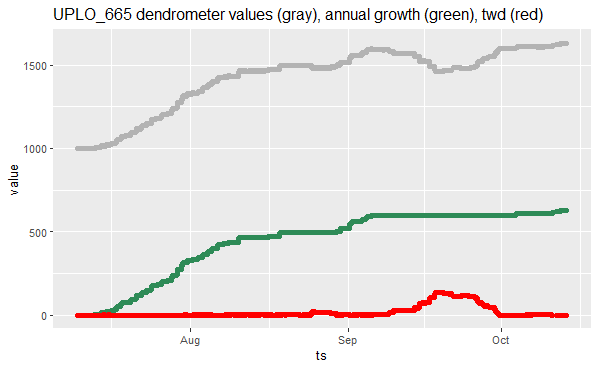 UPLO_665 dendrometer values (gray), annual growth (green), twd (red)
1500
1000
500
0
value
Aug
Sep
Oct
ts